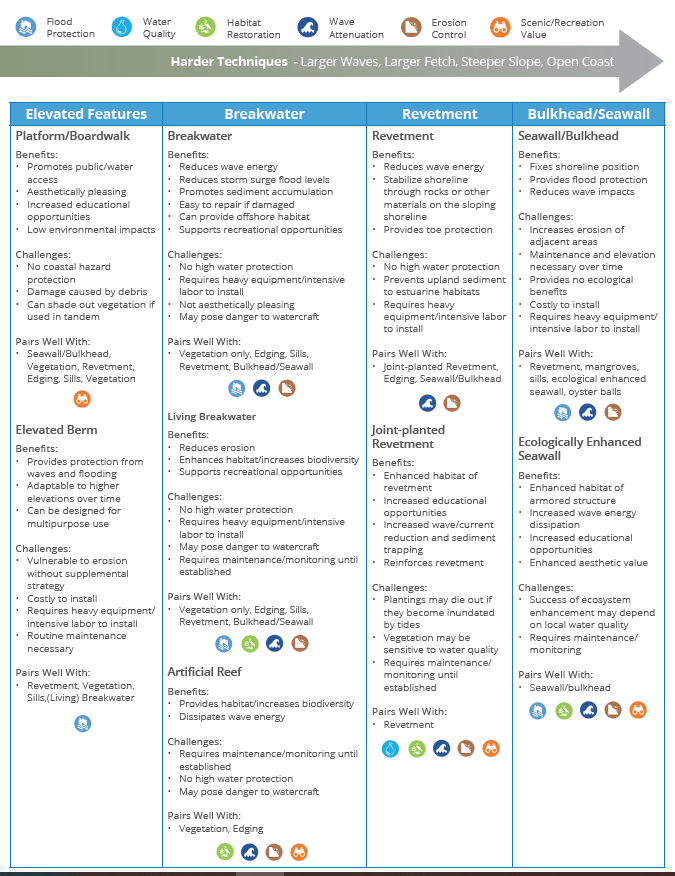 Flood
Protection
Water
Quality
Habitat
Restoration
Wave
Attenuation
Erosion
Control
Scenic/Recreation
Value
Harder Techniques - Larger Waves, Larger Fetch, Steeper Slope, Open Coast
Elevated Features
Platform/Boardwalk
Benefits:
• Promotes public/water
access
• Aesthetically pleasing
• Increased educational
opportunities
• Low environmental impacts
Challenges:
• No coastal hazard
protection
• Damage caused by debris
• Can shade out vegetation if
used in tandem
Pairs Well With:
• Seawall/Bulkhead,
Vegetation, Revetment,
Edging, Sills, Vegetation
Elevated Berm
Benefits:
• Provides protection from
waves and flooding
• Adaptable to higher
elevations over time
• Can be designed for
multipurpose use
Challenges:
• Vulnerable to erosion
without supplemental
strategy
• Costly to install
• Requires heavy equipment/
intensive labor to install
• Routine maintenance
necessary
Pairs Well With:
• Revetment, Vegetation,
Sills,(Living) Breakwater
Breakwater
Breakwater
Benefits:
• Reduces wave energy
• Reduces storm surge flood levels
• Promotes sediment accumulation
• Easy to repair if damaged
• Can provide offshore habitat
• Supports recreational opportunities
Challenges:
• No high water protection
• Requires heavy equipment/intensive
labor to install
• Not aesthetically pleasing
• May pose danger to watercraft
Pairs Well With:
• Vegetation only, Edging, Sills,
Revetment, Bulkhead/Seawall
Living Breakwater
Benefits:
• Reduces erosion
• Enhances habitat/increases biodiversity
• Supports recreational opportunities
Challenges:
• No high water protection
• Requires heavy equipment/intensive
labor to install
• May pose danger to watercraft
• Requires maintenance/monitoring until
established
Pairs Well With:
• Vegetation only, Edging, Sills,
Revetment, Bulkhead/Seawall
Artificial Reef
Benefits:
• Provides habitat/increases biodiversity
• Dissipates wave energy
Challenges:
• Requires maintenance/monitoring until
established
• No high water protection
• May pose danger to watercraft
Pairs Well With:
• Vegetation, Edging
Revetment
Revetment
Benefits:
• Reduces wave energy
• Stabilize shoreline
through rocks or other
materials on the sloping
shoreline
• Provides toe protection
Challenges:
• No high water protection
• Prevents upland sediment
to estuarine habitats
• Requires heavy
equipment/intensive labor
to install
Pairs Well With:
• Joint-planted Revetment,
Edging, Seawall/Bulkhead
Joint-planted
Revetment
Benefits:
• Enhanced habitat of
revetment
• Increased educational
opportunities
• Increased wave/current
reduction and sediment
trapping
• Reinforces revetment
Challenges:
• Plantings may die out if
they become inundated
by tides
• Vegetation may be
sensitive to water quality
• Requires maintenance/
monitoring until
established
Pairs Well With:
• Revetment
Bulkhead/Seawall
Seawall/Bulkhead
Benefits:
• Fixes shoreline position
• Provides flood protection
• Reduces wave impacts
Challenges:
• Increases erosion of
adjacent areas
• Maintenance and elevation
necessary over time
• Provides no ecological
benefits
• Costly to install
• Requires heavy equipment/
intensive labor to install
Pairs Well With:
• Revetment, mangroves,
sills, ecological enhanced
seawall, oyster balls
Ecologically Enhanced
Seawall
Benefits:
• Enhanced habitat of
armored structure
• Increased wave energy
dissipation
• Increased educational
opportunities
• Enhanced aesthetic value
Challenges:
• Success of ecosystem
enhancement may depend
on local water quality
• Requires maintenance/
monitoring
Pairs Well With:
• Seawall/bulkhead